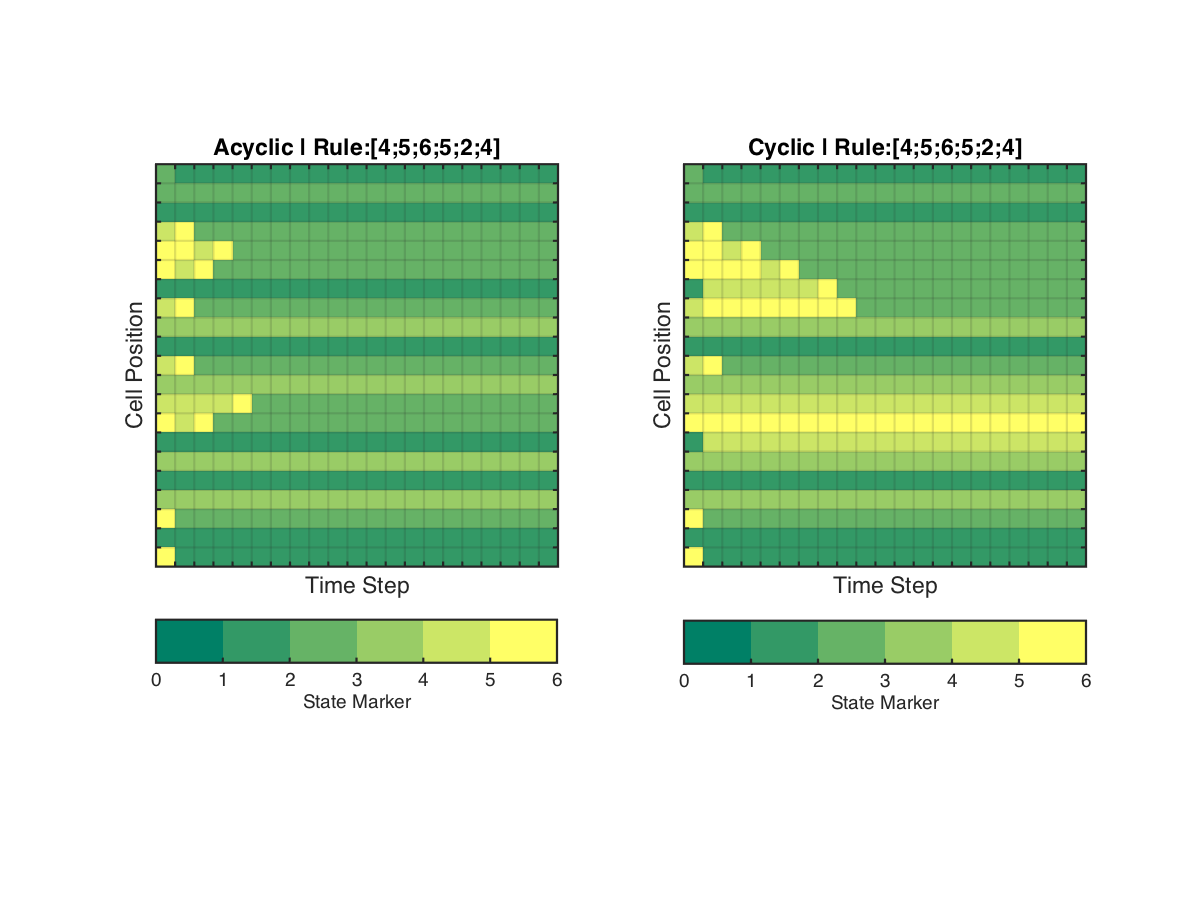 Acyclic | Rule:[4;5;6;5;2;4]
Cell Position
Time Step
0 1 2 3 4 5 6
State Marker
Cyclic | Rule:[4;5;6;5;2;4]
Cell Position
Time Step
0 1 2 3 4 5 6
State Marker